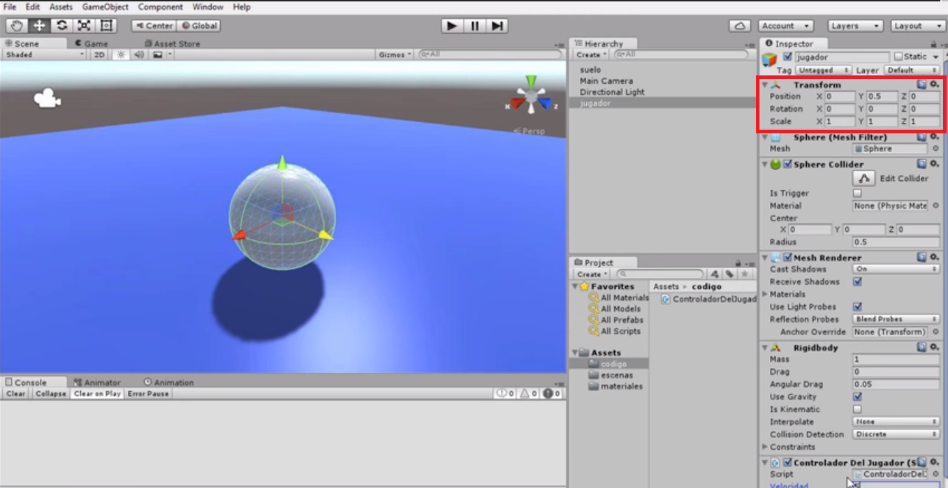 File Edit Assets GameObject Component Window Help
Center Global Account Layers Layout
Scene Game Asset Store
Shaded 2D Gizmos All
Persp
Hierarchy
Create All
suelo
Main Camera
Directional Light
jugador
Project
Create
Favorites
All Materials
All Models
All Prefabs
All Scripts
Assets
codigo
escenas
materiales
Assets codigo
ControladorDelJugad
Console Animator Animation
Clear Collapse Clear on Play Error Pause 0 0 0
Inspector
jugador Static
Tag Untagged Layer Default
Transform
Position X 0 Y 0.5 Z 0
Rotation X 0 Y 0 Z 0
Scale X 1 Y 1 Z 1
Sphere (Mesh Filter)
Mesh Sphere
Sphere Collider
Edit Collider
Is Trigger
Material None (Physic Mate
Center
X 0 Y 0 Z 0
Radius 0.5
Mesh Renderer
Cast Shadows On
Receive Shadows
Materials
Use Light Probes
Reflection Probes Blend Probes
Anchor Override None (Transform)
Rigidbody
Mass 1
Drag 0
Angular Drag 0.05
Use Gravity
Is Kinematic
Interpolate None
Collision Detection Discrete
Constraints
Controlador Del Jugador (S
Script ControladorDel
Velocidad